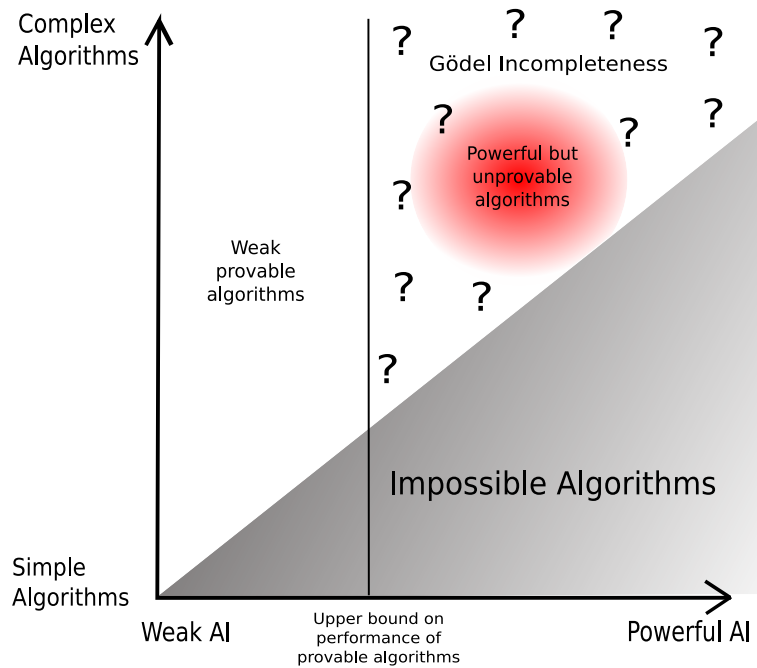 Complex
Algorithms
?
?
?
?
Gödel Incompleteness
?
?
?
Powerful but
unprovable
algorithms
?
Weak
provable
algorithms
?
?
?
Impossible Algorithms
Simple
Algorithms
Weak AI
Upper bound on
performance of
provable algorithms
Powerful AI